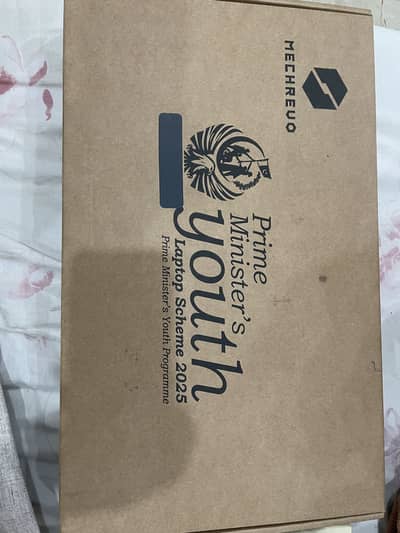 MECHREVO
Prime
Minister's
youth
Laptop Scheme 2025
Prime Minister's Youth Programme